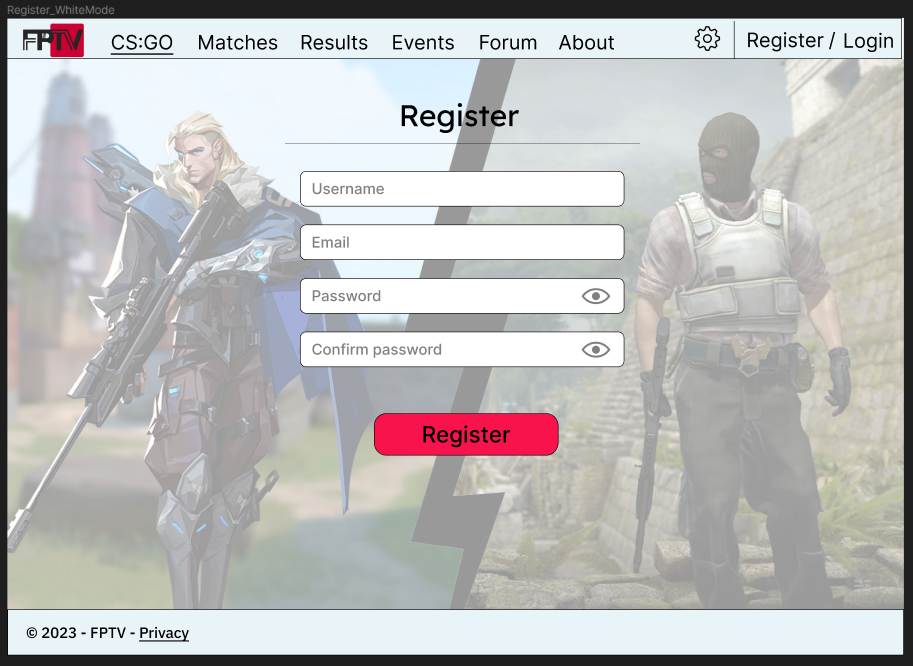 Register_WhiteMode
FPTV CS:GO Matches Results Events Forum About Register / Login
Register
Username
Email
Password
Confirm password
Register
© 2023 - FPTV - Privacy